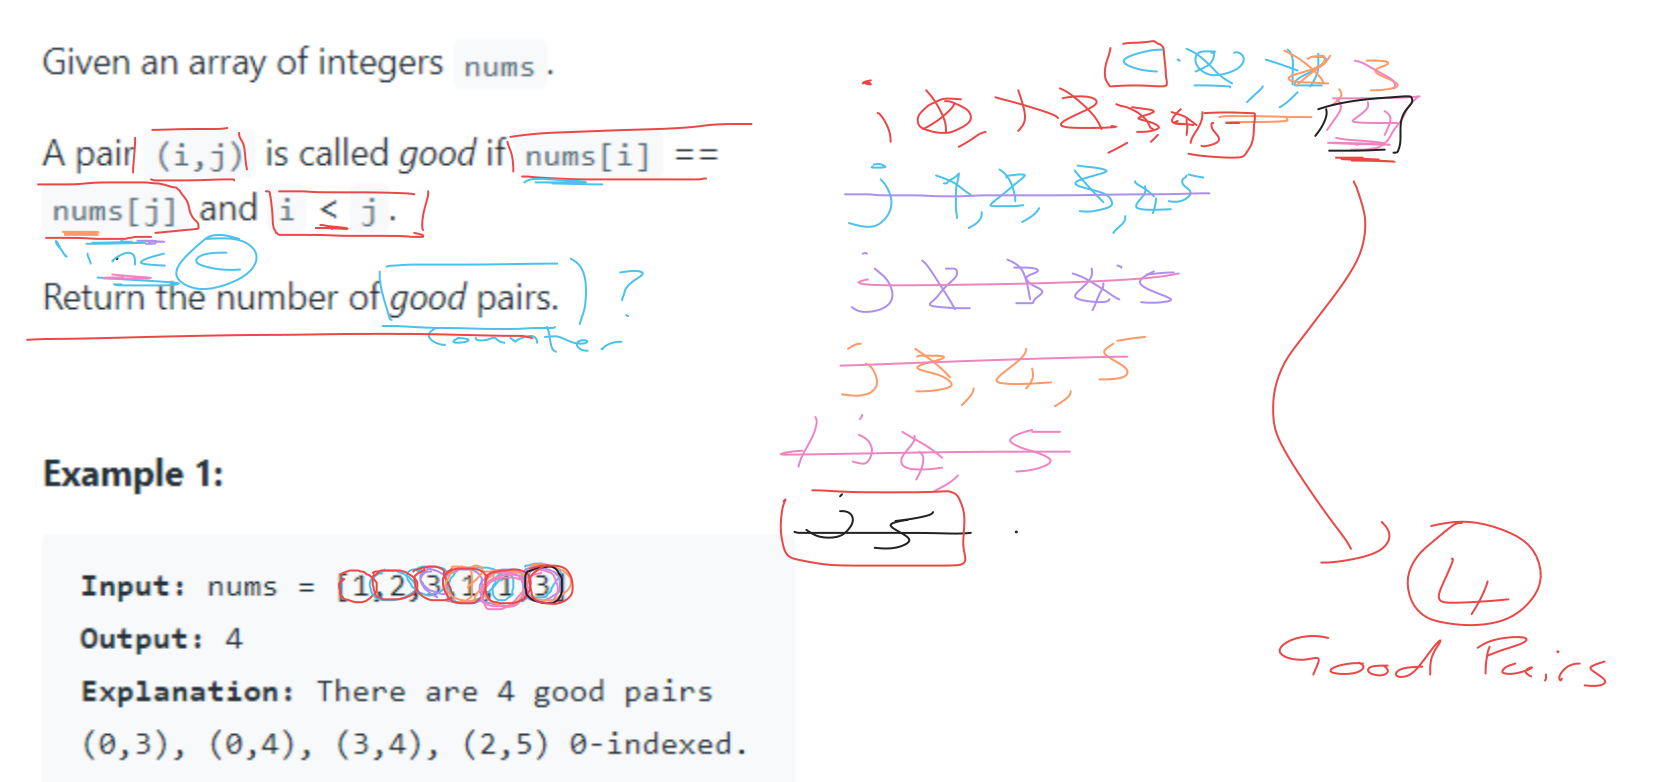 Given an array of integers nums.
A pair (i,j) is called good if nums[i] ==
nums[j] and i < j.
inc C
Return the number of good pairs. ?
counter
C 0, 1, 2, 3
i 0, 1, 2, 3, 4, 5 4
j 1, 2, 3, 4 5
j 2 3 4 5
j 3, 4, 5
j 4, 5
j 5
Example 1:
Input: nums = [1,2,3,1,1,3]
Output: 4
Explanation: There are 4 good pairs
(0,3), (0,4), (3,4), (2,5) 0-indexed.
4
Good Pairs